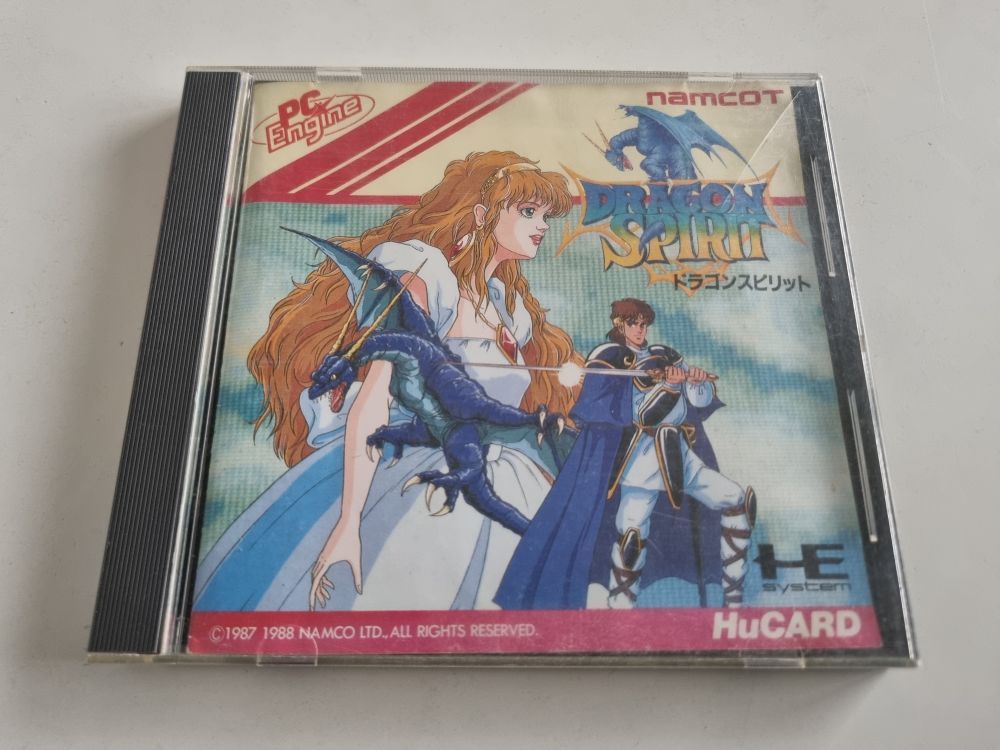 PC Engine
namcoT
DRAGON
SPIRIT
ドラゴンスピリット
HE
system
©1987 1988 NAMCO LTD., ALL RIGHTS RESERVED.
HuCARD